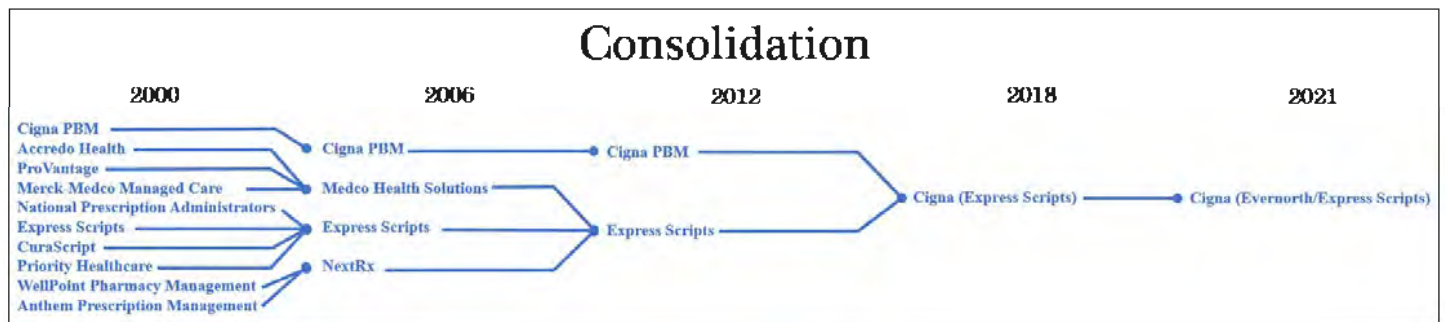 Consolidation
2000 2006 2012 2018 2021
Cigna PBM
Accredo Health
ProVantage
Merck-Medco Managed Care
National Prescription Administrators
Express Scripts
CuraScript
Priority Healthcare
WellPoint Pharmacy Management
Anthem Prescription Management
Cigna PBM
Medco Health Solutions
Express Scripts
NextRx
Cigna PBM
Express Scripts
Cigna (Express Scripts)
Cigna (Evernorth/Express Scripts)